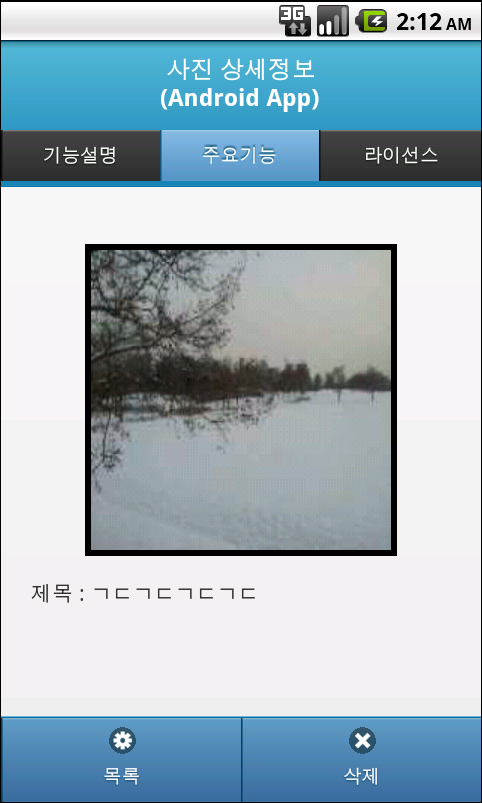 3G 2:12 AM
사진 상세정보
(Android App)
기능설명 주요기능 라이선스
제목 : ㄱㄷㄱㄷㄱㄷㄱㄷ
목록 삭제